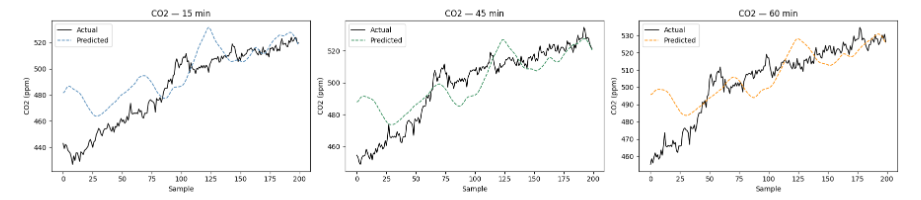 CO2 — 15 min
Actual
Predicted
CO2 (ppm)
520
500
480
460
440
0 25 50 75 100 125 150 175 200
Sample
CO2 — 45 min
Actual
Predicted
CO2 (ppm)
520
500
480
460
0 25 50 75 100 125 150 175 200
Sample
CO2 — 60 min
Actual
Predicted
CO2 (ppm)
530
520
510
500
490
480
470
460
0 25 50 75 100 125 150 175 200
Sample